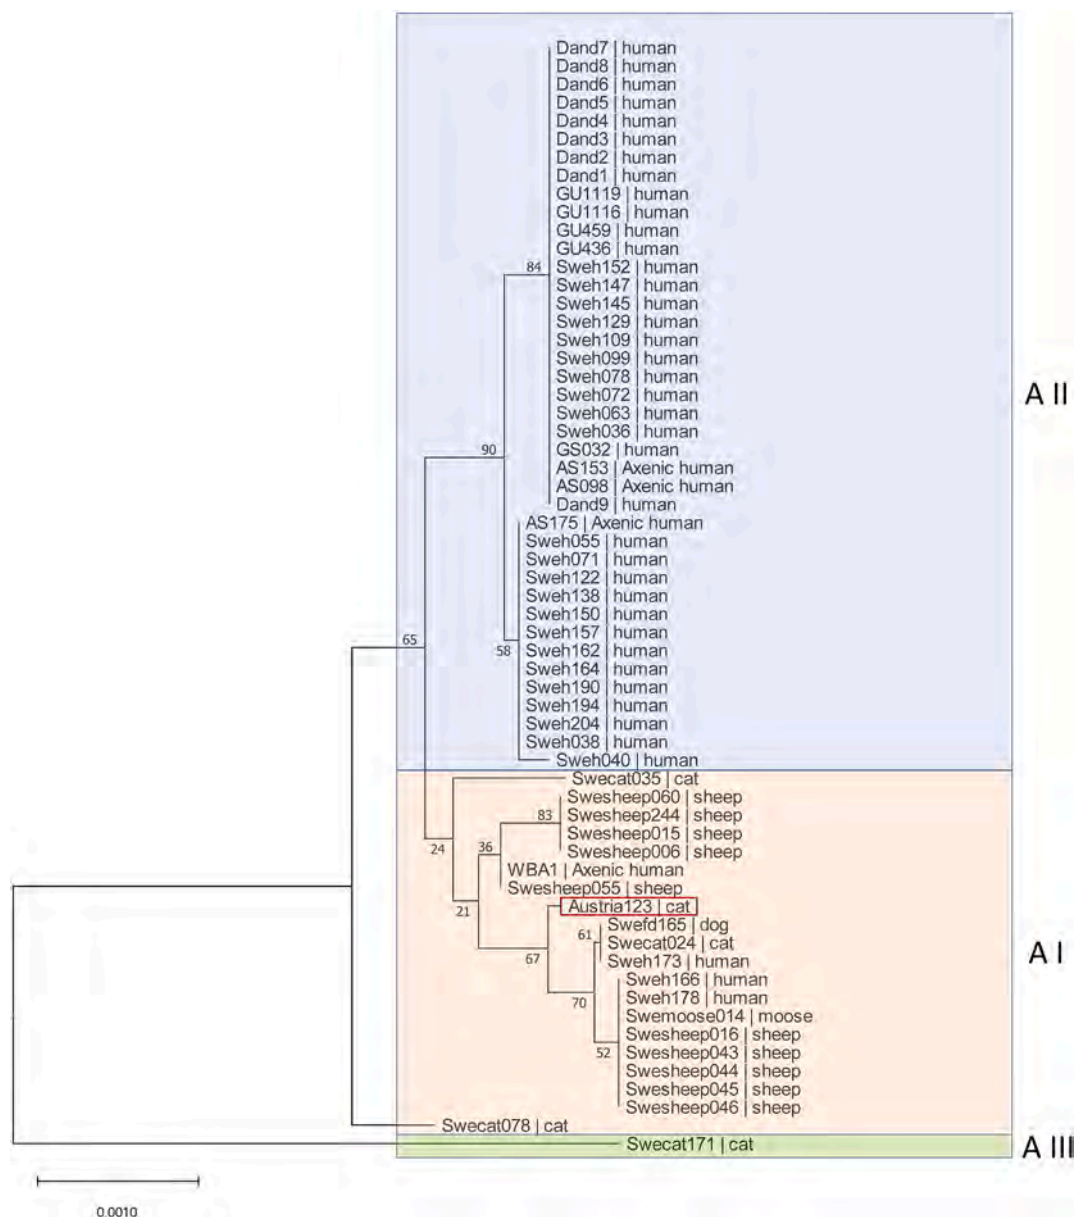 Dand7 | human
Dand8 | human
Dand6 | human
Dand5 | human
Dand4 | human
Dand3 | human
Dand2 | human
Dand1 | human
GU1119 | human
GU1116 | human
GU459 | human
GU436 | human
84
Sweh152 | human
Sweh147 | human
Sweh145 | human
Sweh129 | human
Sweh109 | human
Sweh099 | human
Sweh078 | human
Sweh072 | human
A II
Sweh063 | human
Sweh036 | human
90
GS032 | human
AS153 | Axenic human
AS098 | Axenic human
Dand9 | human
AS175 | Axenic human
Sweh055 | human
Sweh071 | human
Sweh122 | human
Sweh138 | human
Sweh150 | human
65
Sweh157 | human
58
Sweh162 | human
Sweh164 | human
Sweh190 | human
Sweh194 | human
Sweh204 | human
Sweh038 | human
Sweh040 | human
Swecat035 | cat
Swesheep060 | sheep
83
Swesheep244 | sheep
Swesheep015 | sheep
24
36
Swesheep006 | sheep
WBA1 | Axenic human
Swesheep055 | sheep
21
Austria123 | cat
Swefd165 | dog
61
Swecat024 | cat
A I
67
Sweh173 | human
Sweh166 | human
70
Sweh178 | human
Swemoose014 | moose
Swesheep016 | sheep
52
Swesheep043 | sheep
Swesheep044 | sheep
Swesheep045 | sheep
Swesheep046 | sheep
Swecat078 | cat
Swecat171 | cat
A III
0.0010